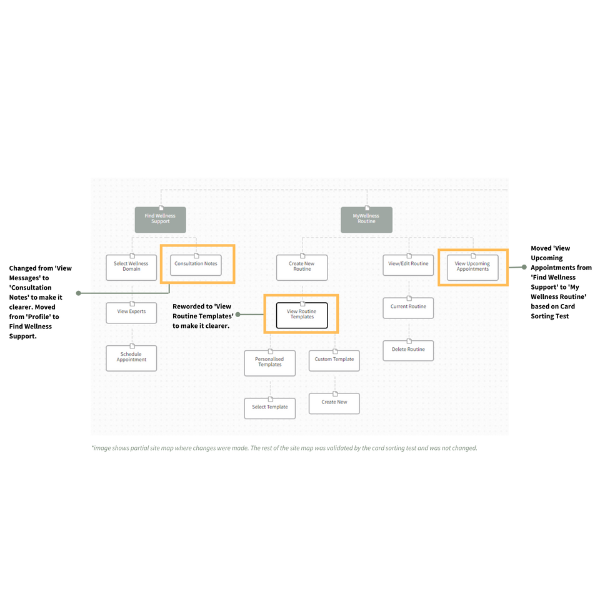 Find Wellness
Support
MyWellness
Routine
Select Wellness
Domain
Consultation Notes
Create New
Routine
View/Edit Routine
View Upcoming
Appointments
Changed from 'View
Messages' to
'Consultation
Notes' to make it
clearer. Moved
from 'Profile' to
Find Wellness
Support.
Moved 'View
Upcoming
Appointments from
'Find Wellness
Support' to 'My
Wellness Routine'
based on Card
Sorting Test
View Experts
Reworded to 'View
Routine Templates'
to make it clearer.
View Routine
Templates
Current Routine
Schedule
Appointment
Personalised
Templates
Custom Template
Delete Routine
Select Template
Create New
*image shows partial site map where changes were made. The rest of the site map was validated by the card sorting test and was not changed.